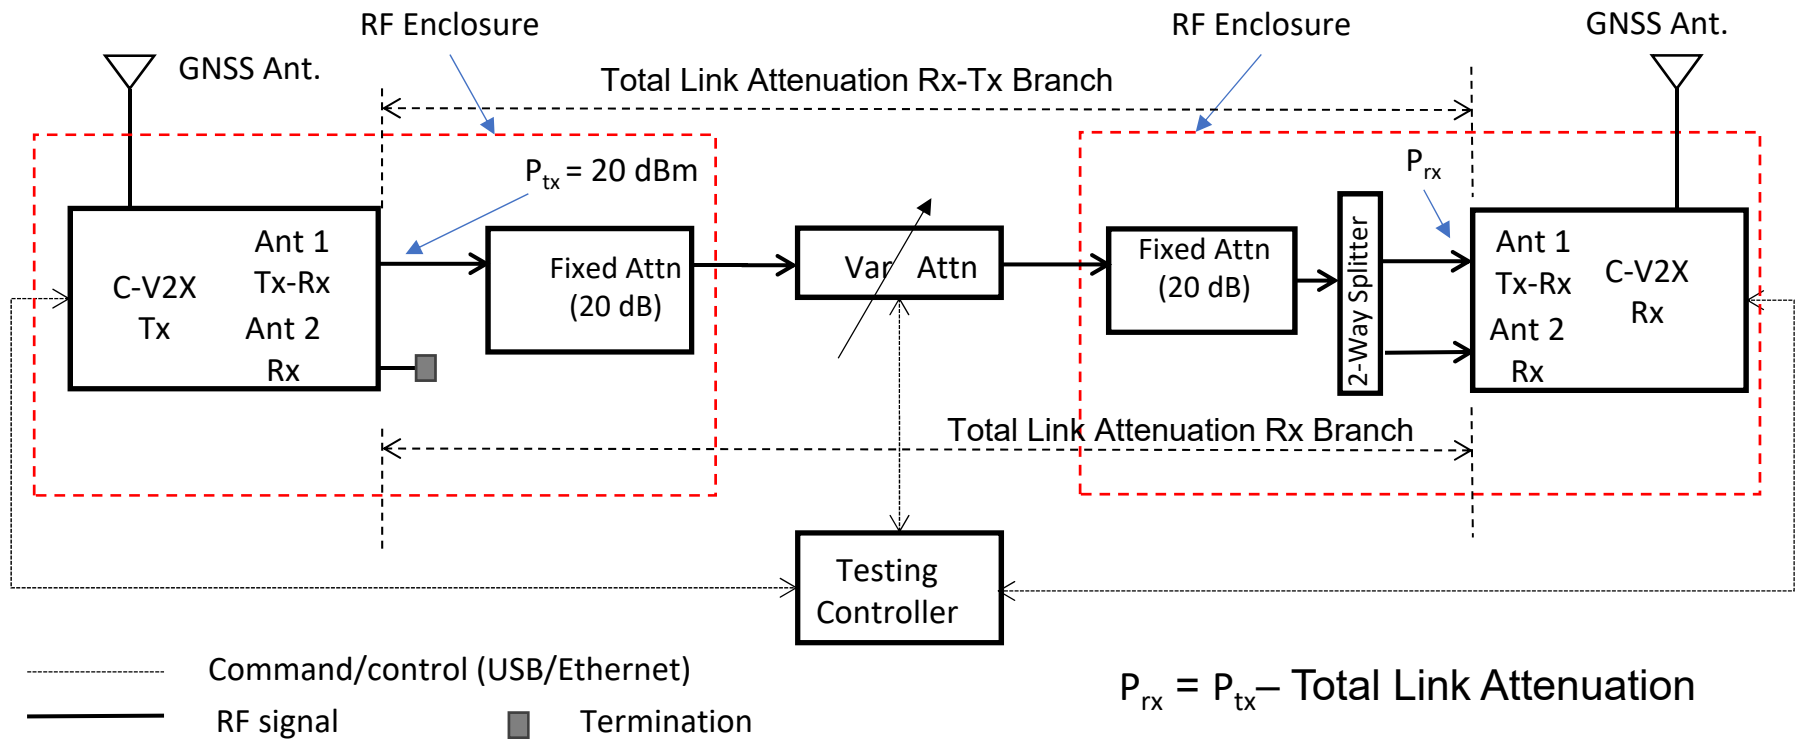 RF Enclosure
RF Enclosure
GNSS Ant.
GNSS Ant.
Total Link Attenuation Rx-Tx Branch
Ptx = 20 dBm
Prx
C-V2X
Tx
Ant 1
Tx-Rx
Ant 2
Rx
Fixed Attn
(20 dB)
Var Attn
Fixed Attn
(20 dB)
2-Way Splitter
Ant 1
Tx-Rx
Ant 2
Rx
C-V2X
Rx
Total Link Attenuation Rx Branch
Testing
Controller
Command/control (USB/Ethernet)
RF signal
Termination
Prx = Ptx– Total Link Attenuation